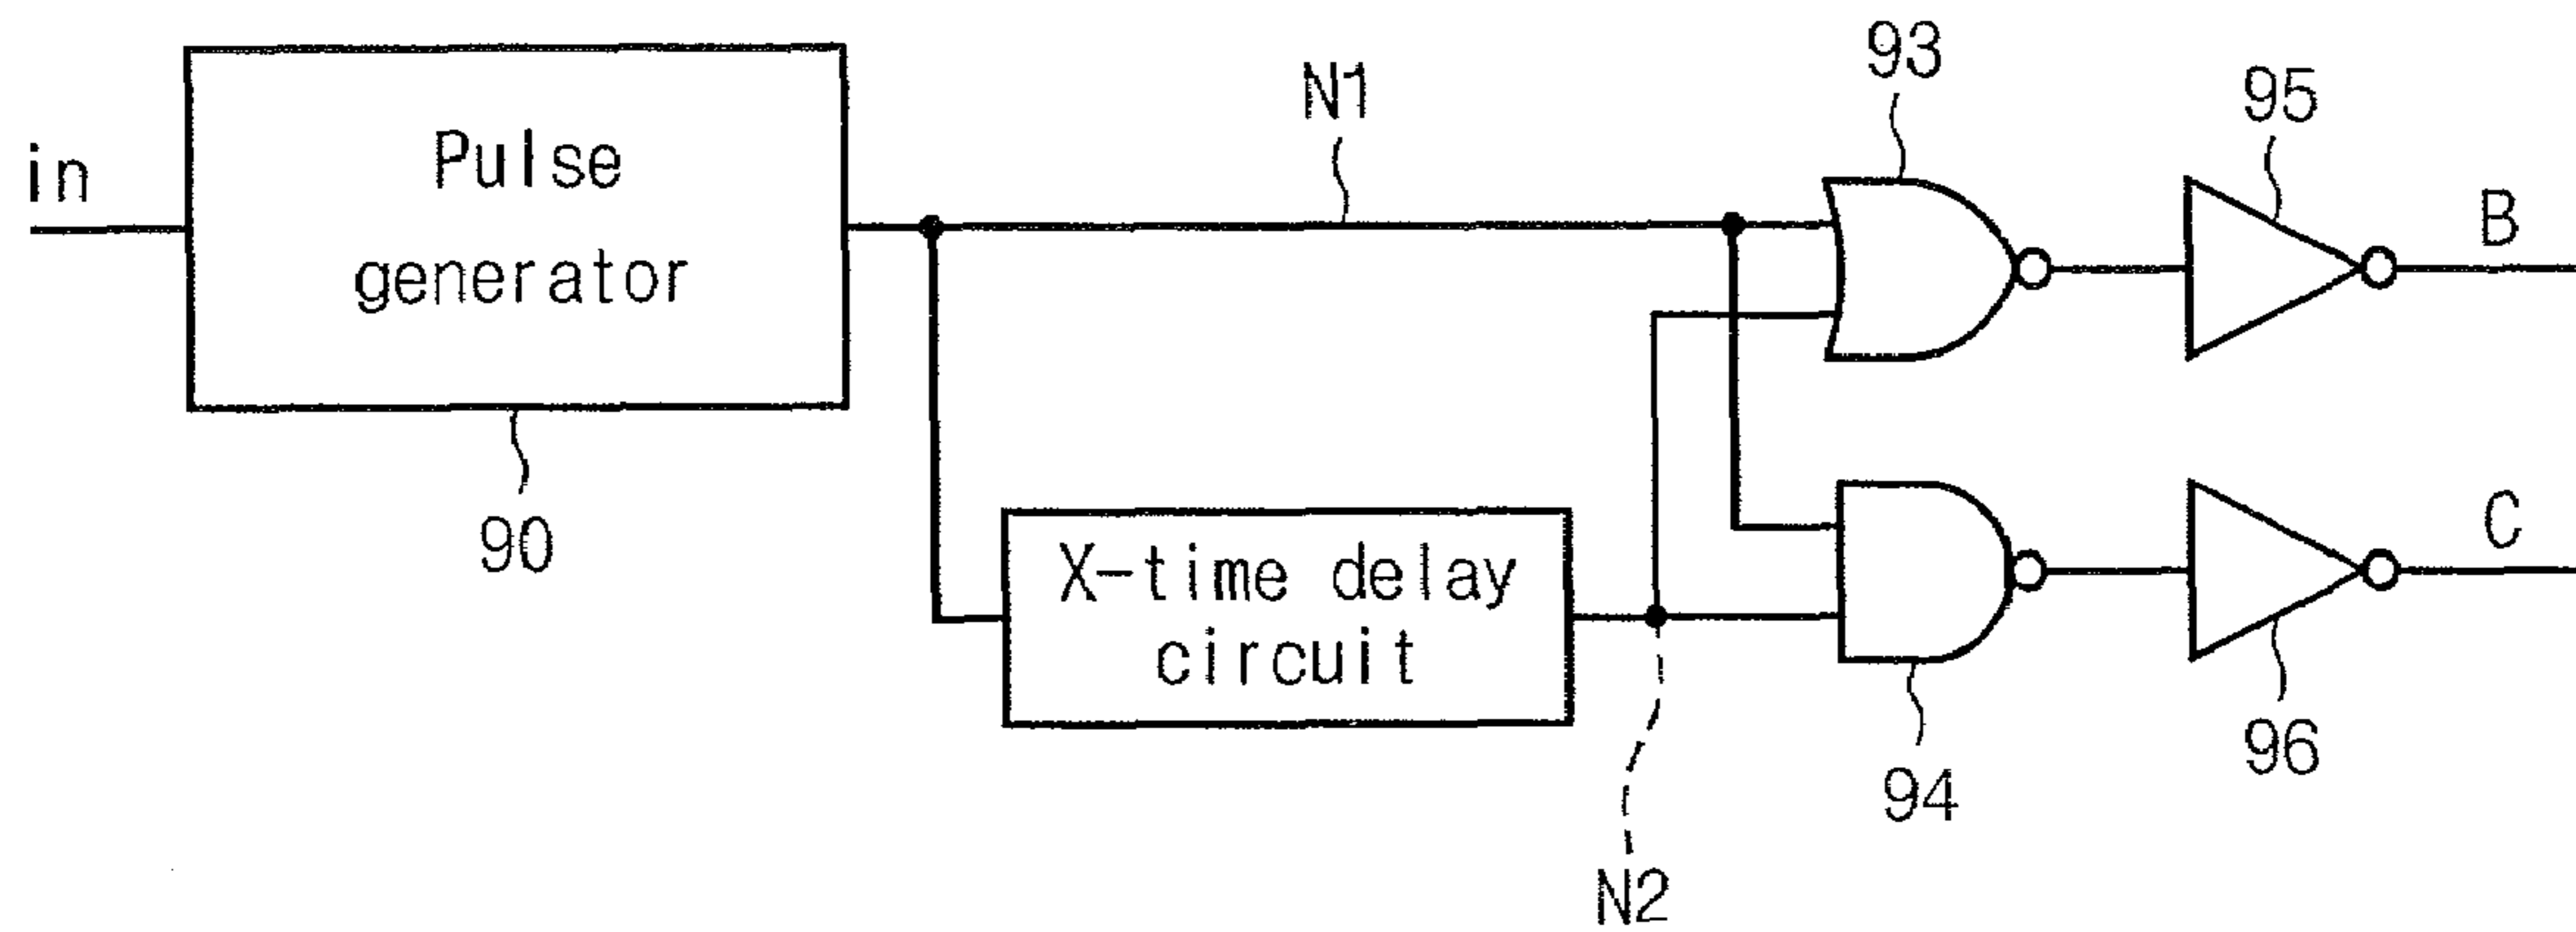 in
Pulse
generator
90
N1
93
95
B
X-time delay
circuit
94
96
C
N2